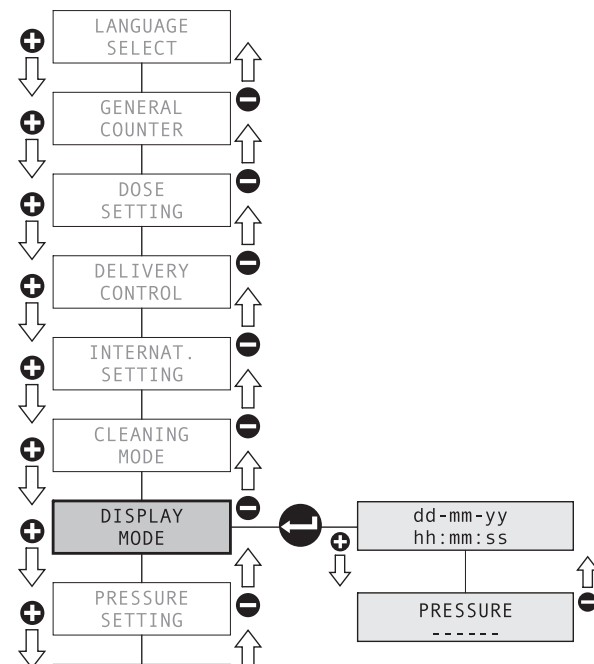 LANGUAGE
SELECT
GENERAL
COUNTER
DOSE
SETTING
DELIVERY
CONTROL
INTERNAT.
SETTING
CLEANING
MODE
DISPLAY
MODE
dd-mm-yy
hh:mm:ss
PRESSURE
SETTING
PRESSURE
------